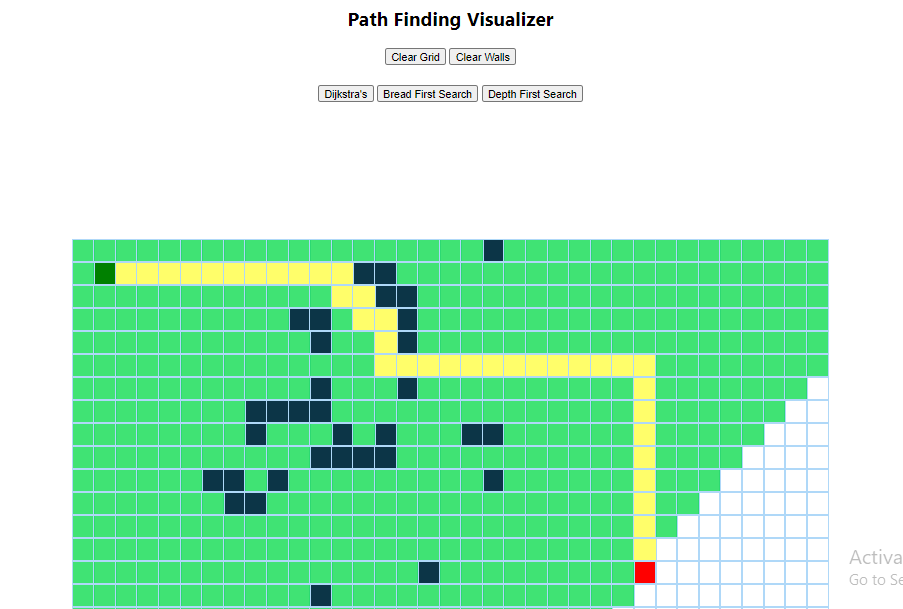 Path Finding Visualizer
Clear Grid Clear Walls
Dijkstra's Bread First Search Depth First Search
Activa
Go to Se